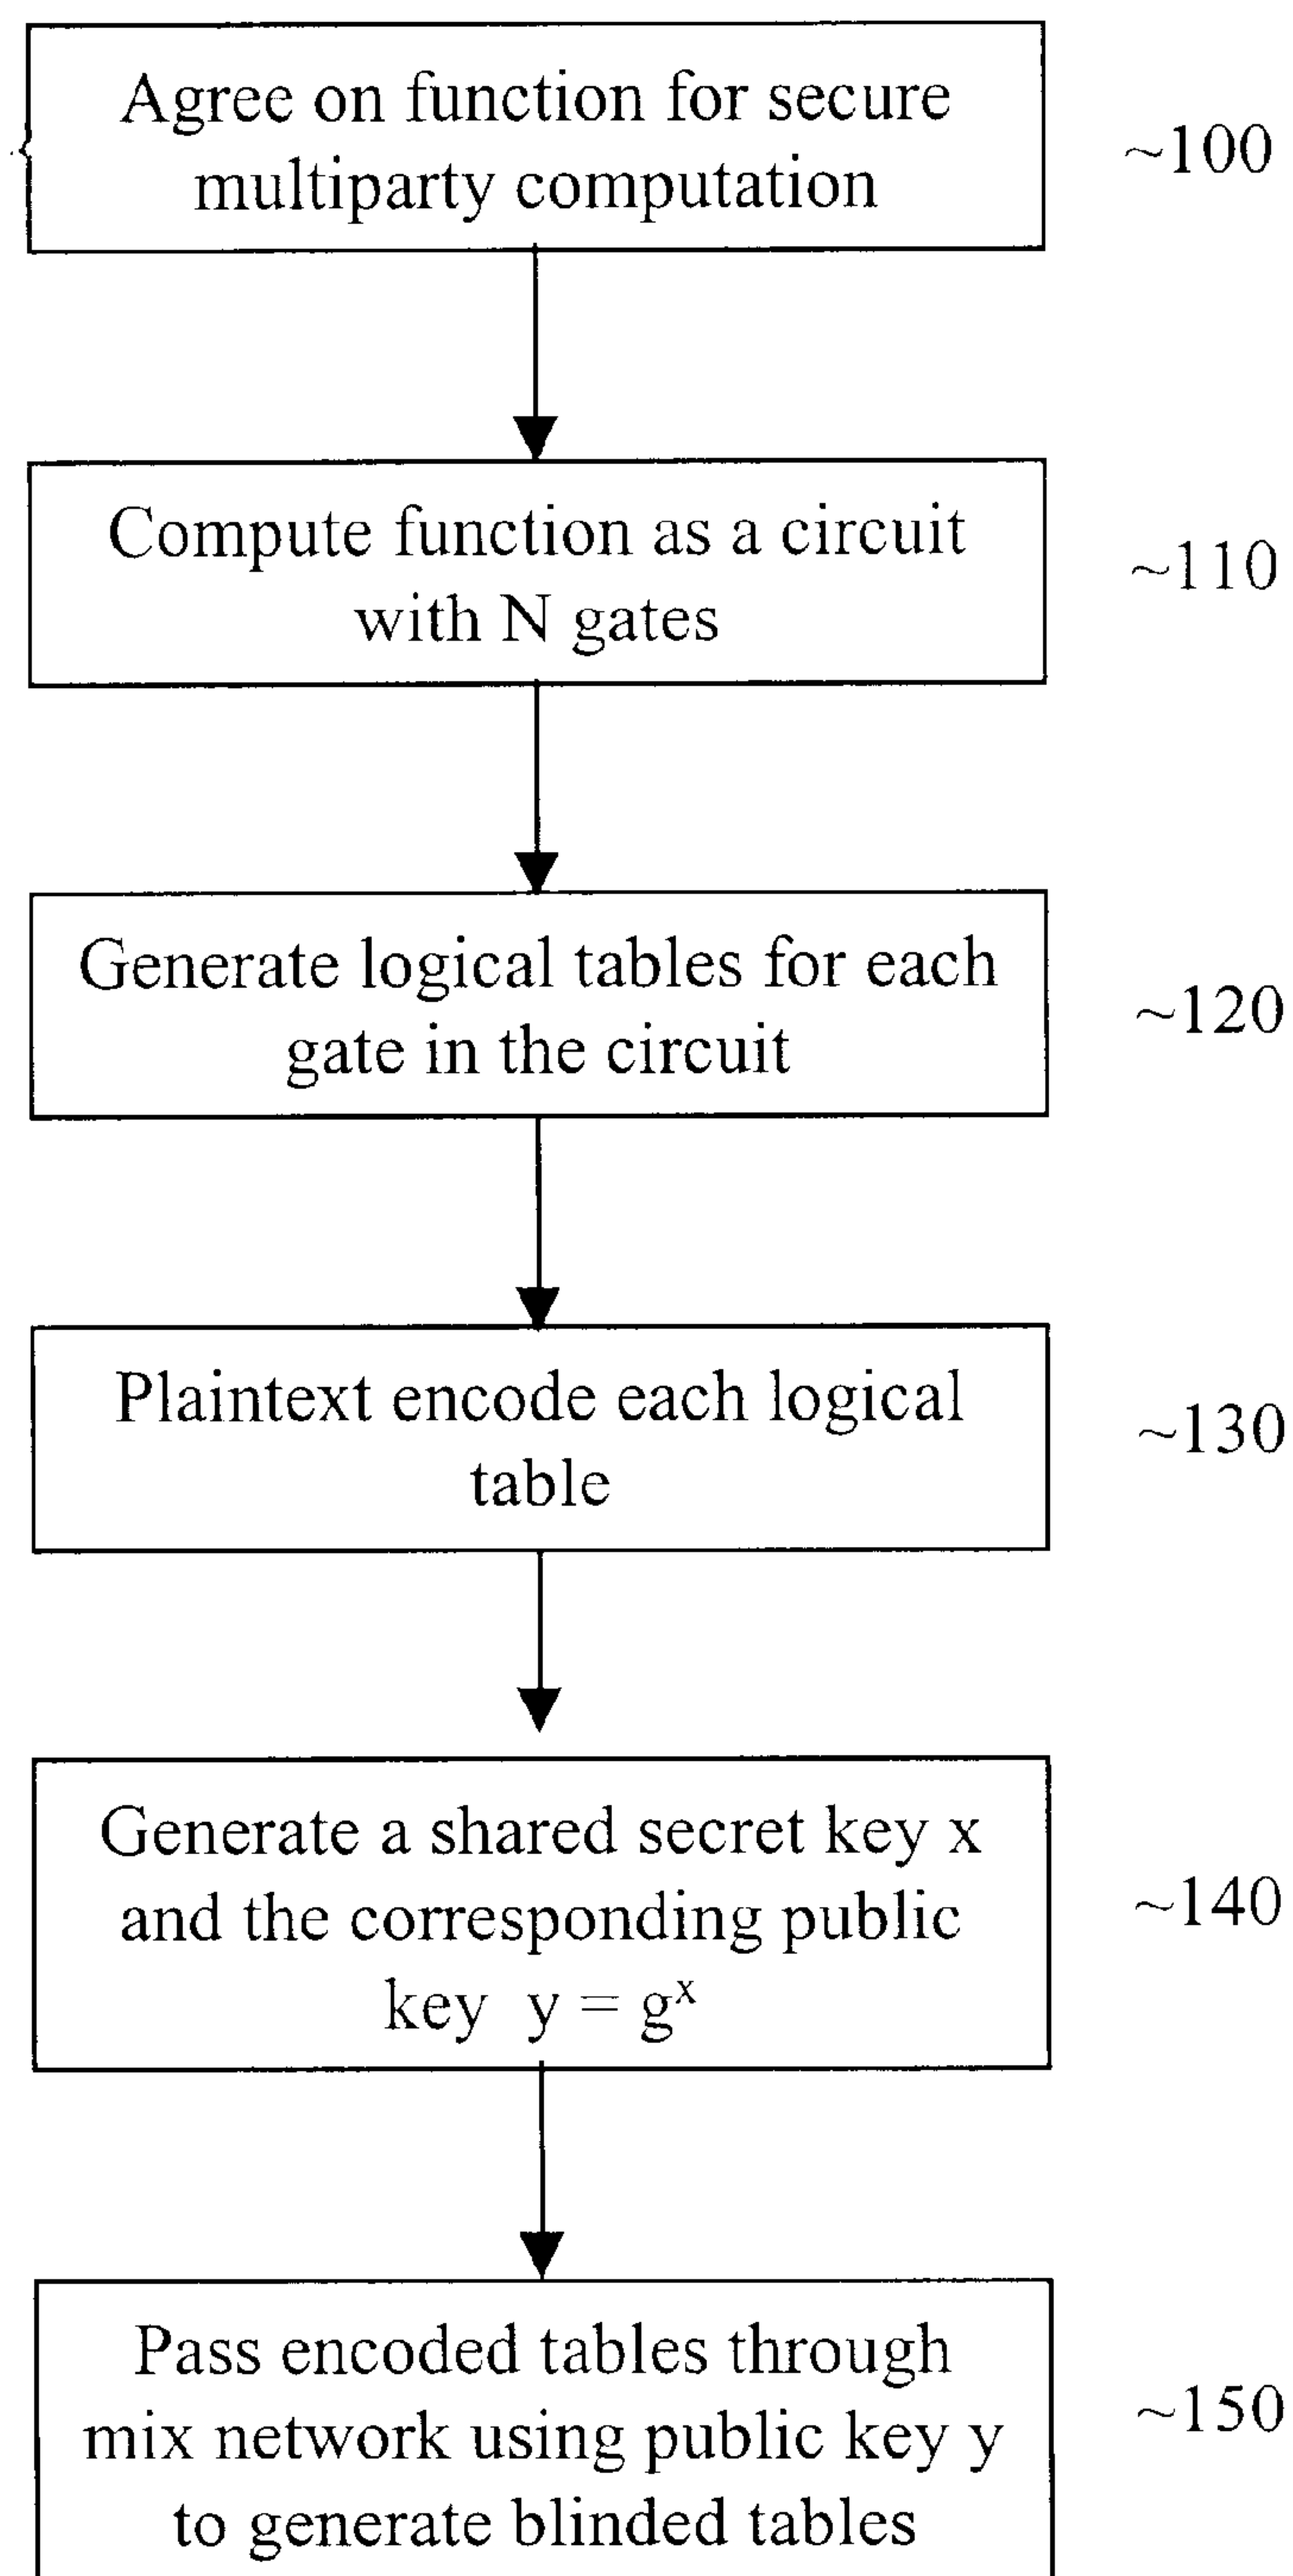 Agree on function for secure
multiparty computation
~100
Compute function as a circuit
with N gates
~110
Generate logical tables for each
gate in the circuit
~120
Plaintext encode each logical
table
~130
Generate a shared secret key x
and the corresponding public
key y = gˣ
~140
Pass encoded tables through
mix network using public key y
to generate blinded tables
~150